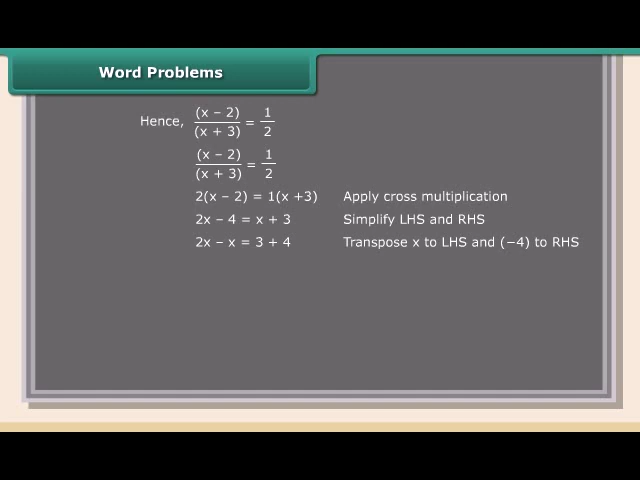 Word Problems
Hence, (x – 2)/(x + 3) = 1/2
(x – 2)/(x + 3) = 1/2
2(x – 2) = 1(x +3) Apply cross multiplication
2x – 4 = x + 3 Simplify LHS and RHS
2x – x = 3 + 4 Transpose x to LHS and (−4) to RHS